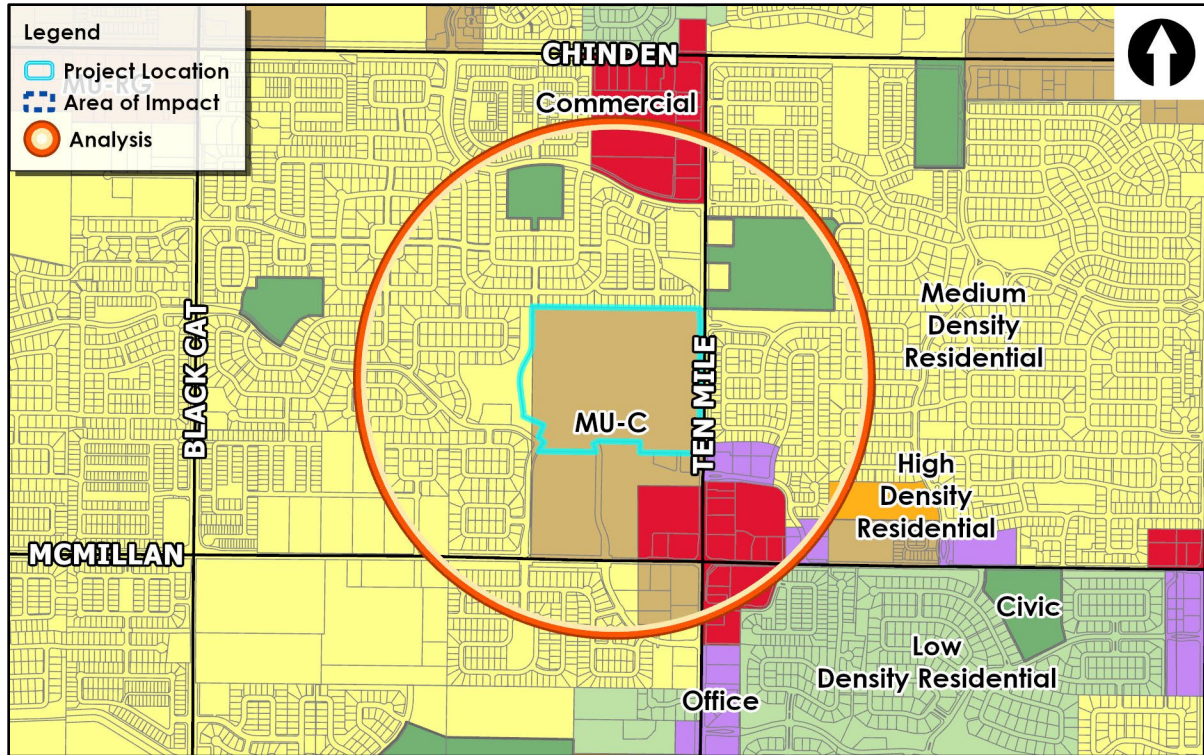 Legend
Project Location
MU-RG
Area of Impact
Analysis
CHINDEN
Commercial
BLACK CAT
TEN MILE
Medium
Density
Residential
MU-C
High
Density
Residential
MCMILLAN
Civic
Low
Density Residential
Office